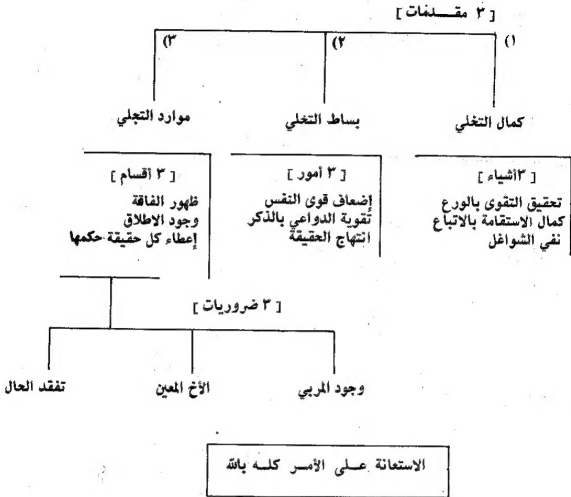 [ ٣ مقـــدمات ]
١) ٢) ٣)
كمال التخلي بساط التخلي موارد التجلي
[ ٣ أشياء ] [ ٣ أمور ] [ ٣ أقسام ]
تحقيق التقوى بالورع إضعاف قوى النفس ظهور الفاقة
كمال الاستقامة بالاتباع تقوية الدواعي بالذكر وجود الاطلاق
نفي الشواغل انتهاج الحقيقة إعطاء كل حقيقة حكمها
[ ٣ ضروريات ]
وجود المربي الأخ المعين تفقد الحال
الاستعانة على الأمر كله بالله